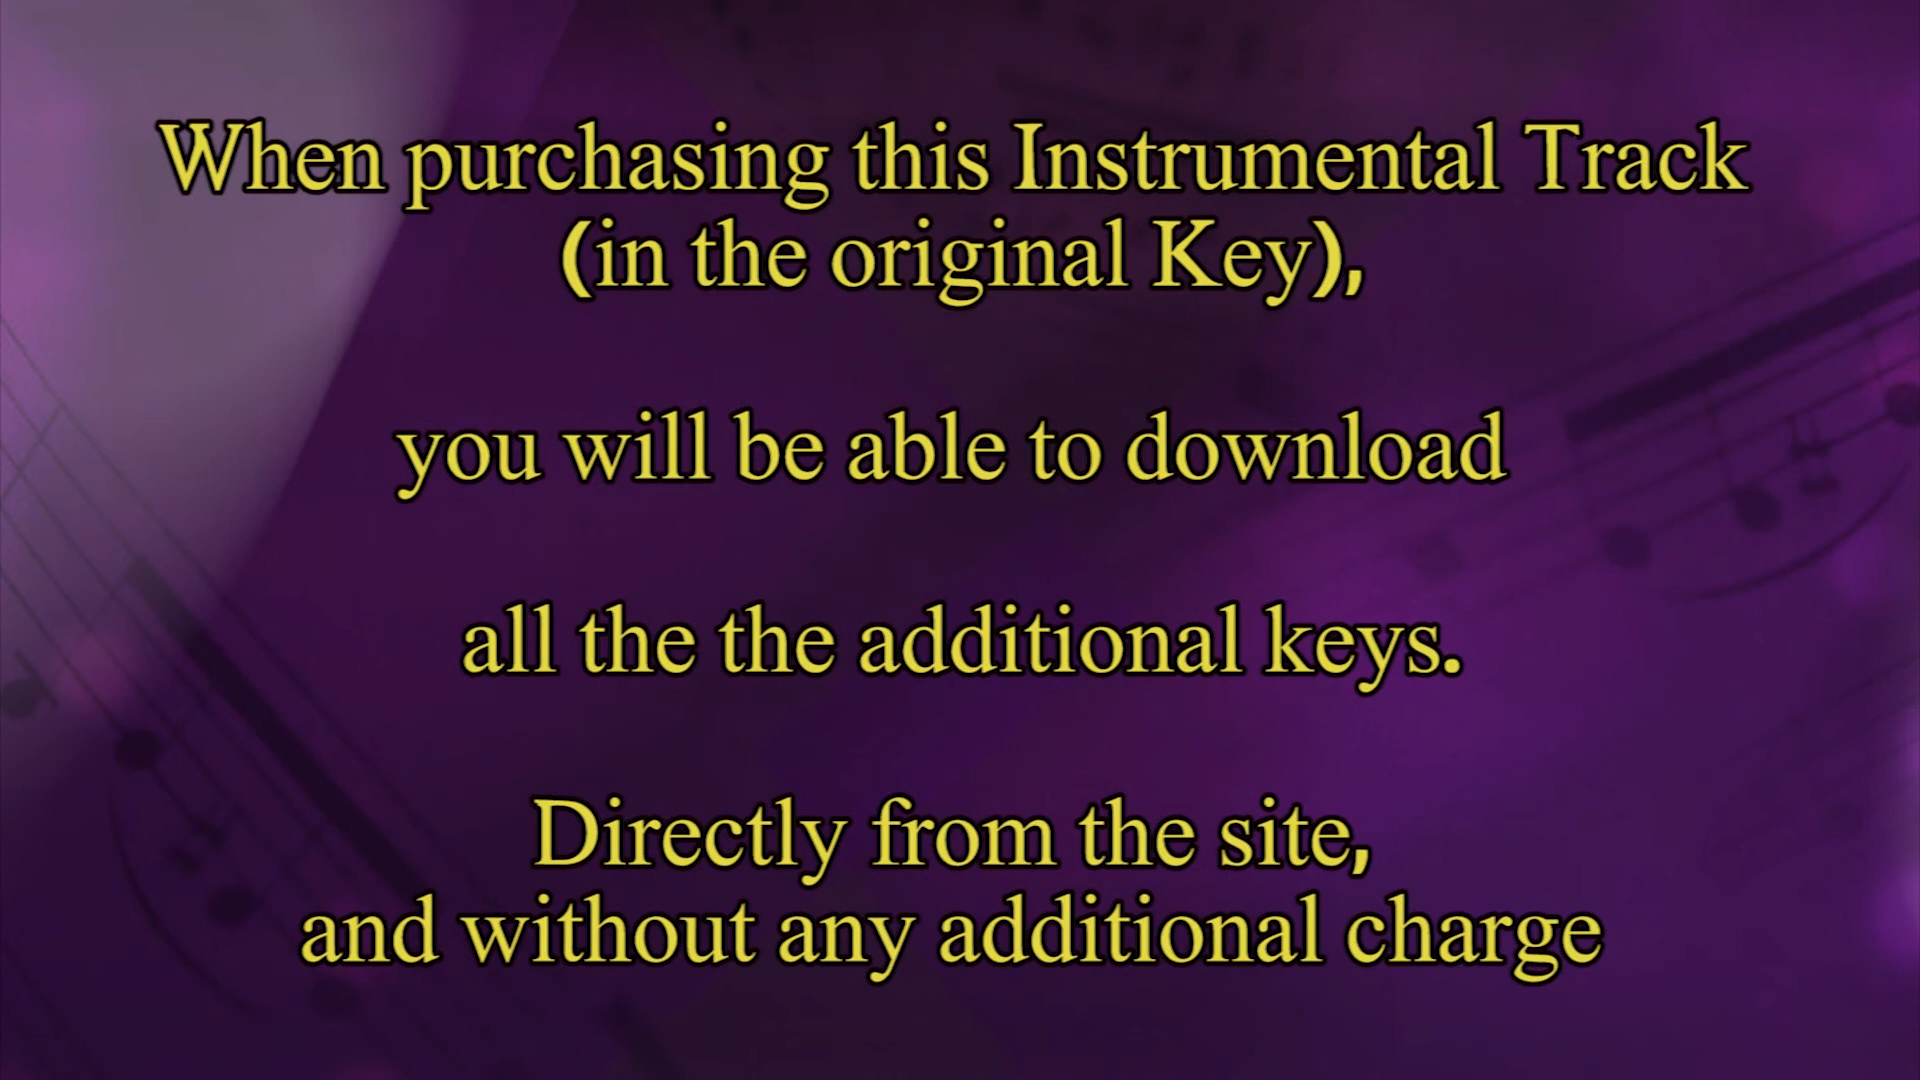 When purchasing this Instrumental Track
(in the original Key),
you will be able to download
all the the additional keys.
Directly from the site,
and without any additional charge